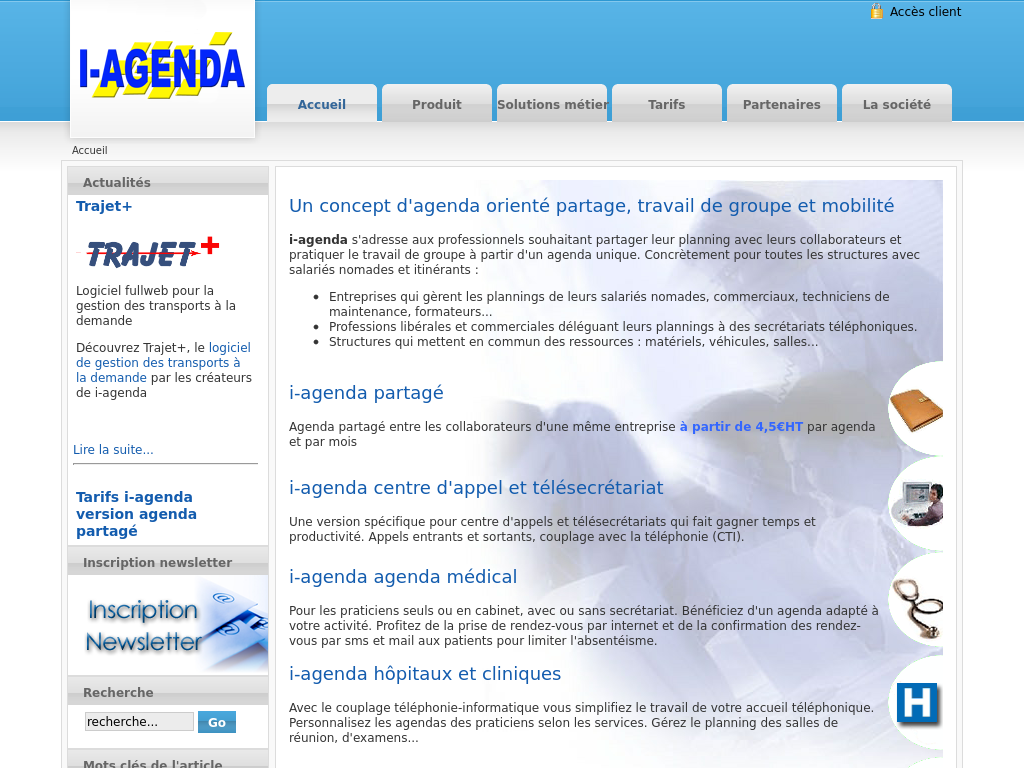 Accès client
I-AGENDA
Accueil
Produit
Solutions métier
Tarifs
Partenaires
La société
Accueil
Actualités
Trajet+
TRAJET+
Logiciel fullweb pour la
gestion des transports à la
demande
Découvrez Trajet+, le logiciel
de gestion des transports à
la demande par les créateurs
de i-agenda
Lire la suite...
Tarifs i-agenda
version agenda
partagé
Inscription newsletter
Inscription
Newsletter
Recherche
recherche...
Go
Mots clés de l'article
Un concept d'agenda orienté partage, travail de groupe et mobilité
i-agenda s'adresse aux professionnels souhaitant partager leur planning avec leurs collaborateurs et
pratiquer le travail de groupe à partir d'un agenda unique. Concrètement pour toutes les structures avec
salariés nomades et itinérants :
• Entreprises qui gèrent les plannings de leurs salariés nomades, commerciaux, techniciens de
maintenance, formateurs...
• Professions libérales et commerciales déléguant leurs plannings à des secrétariats téléphoniques.
• Structures qui mettent en commun des ressources : matériels, véhicules, salles...
i-agenda partagé
Agenda partagé entre les collaborateurs d'une même entreprise à partir de 4,5€HT par agenda
et par mois
i-agenda centre d'appel et télésecrétariat
Une version spécifique pour centre d'appels et télésecrétariats qui fait gagner temps et
productivité. Appels entrants et sortants, couplage avec la téléphonie (CTI).
i-agenda agenda médical
Pour les praticiens seuls ou en cabinet, avec ou sans secrétariat. Bénéficiez d'un agenda adapté à
votre activité. Profitez de la prise de rendez-vous par internet et de la confirmation des rendez-
vous par sms et mail aux patients pour limiter l'absentéisme.
i-agenda hôpitaux et cliniques
Avec le couplage téléphonie-informatique vous simplifiez le travail de votre accueil téléphonique.
Personnalisez les agendas des praticiens selon les services. Gérez le planning des salles de
réunion, d'examens...
H